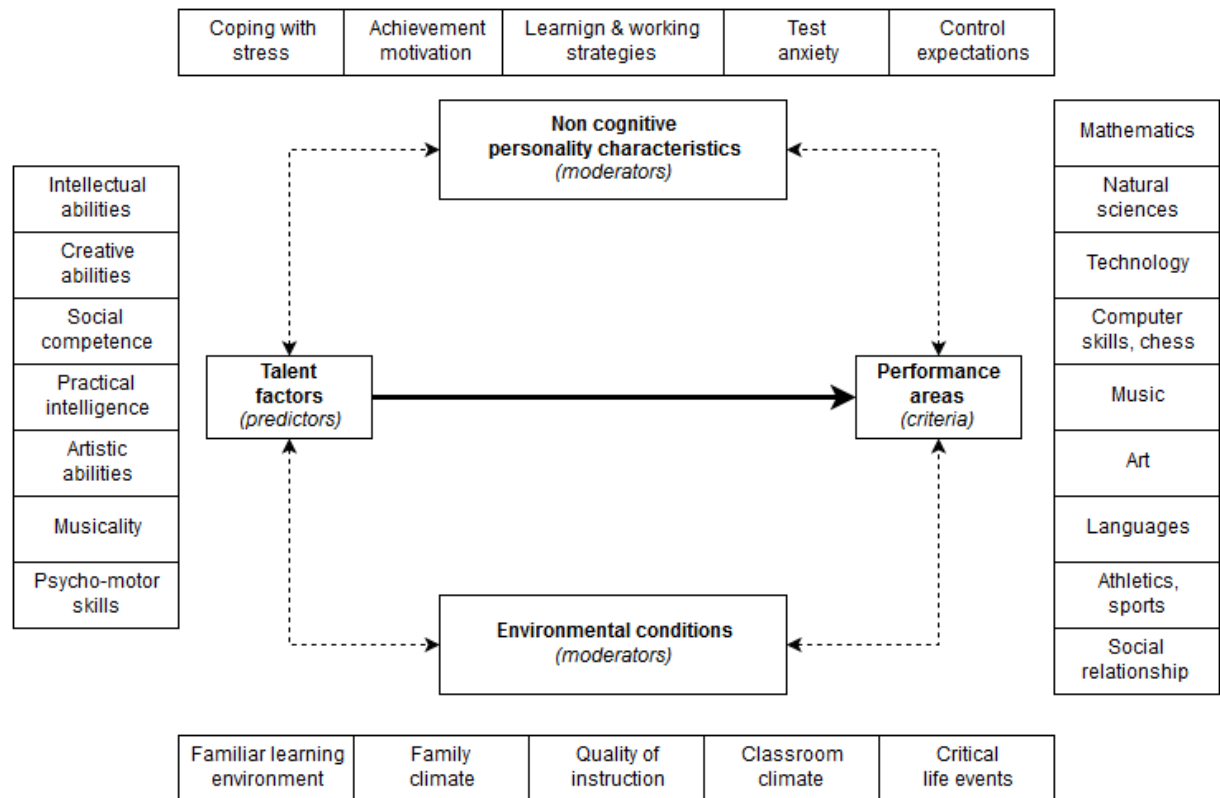 Coping with
stress
Achievement
motivation
Learnign & working
strategies
Test
anxiety
Control
expectations
Non cognitive
personality characteristics
(moderators)
Intellectual
abilities
Creative
abilities
Social
competence
Practical
intelligence
Artistic
abilities
Musicality
Psycho-motor
skills
Talent
factors
(predictors)
Performance
areas
(criteria)
Mathematics
Natural
sciences
Technology
Computer
skills, chess
Music
Art
Languages
Athletics,
sports
Social
relationship
Environmental conditions
(moderators)
Familiar learning
environment
Family
climate
Quality of
instruction
Classroom
climate
Critical
life events